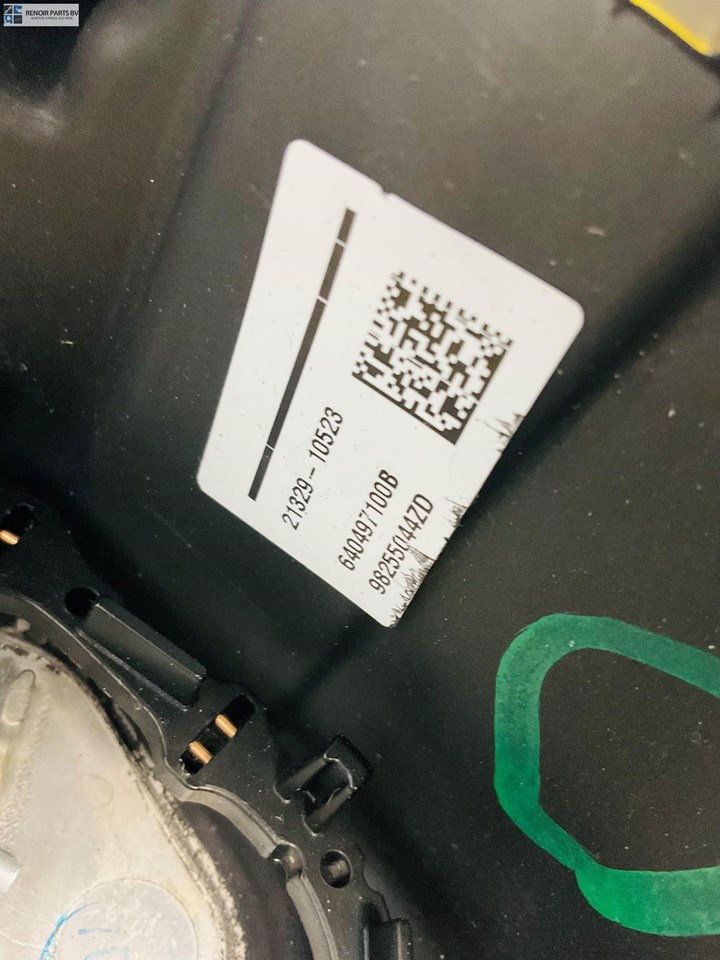 RENOIR PARTS BV
21329-10523
640497100B
98255044ZD